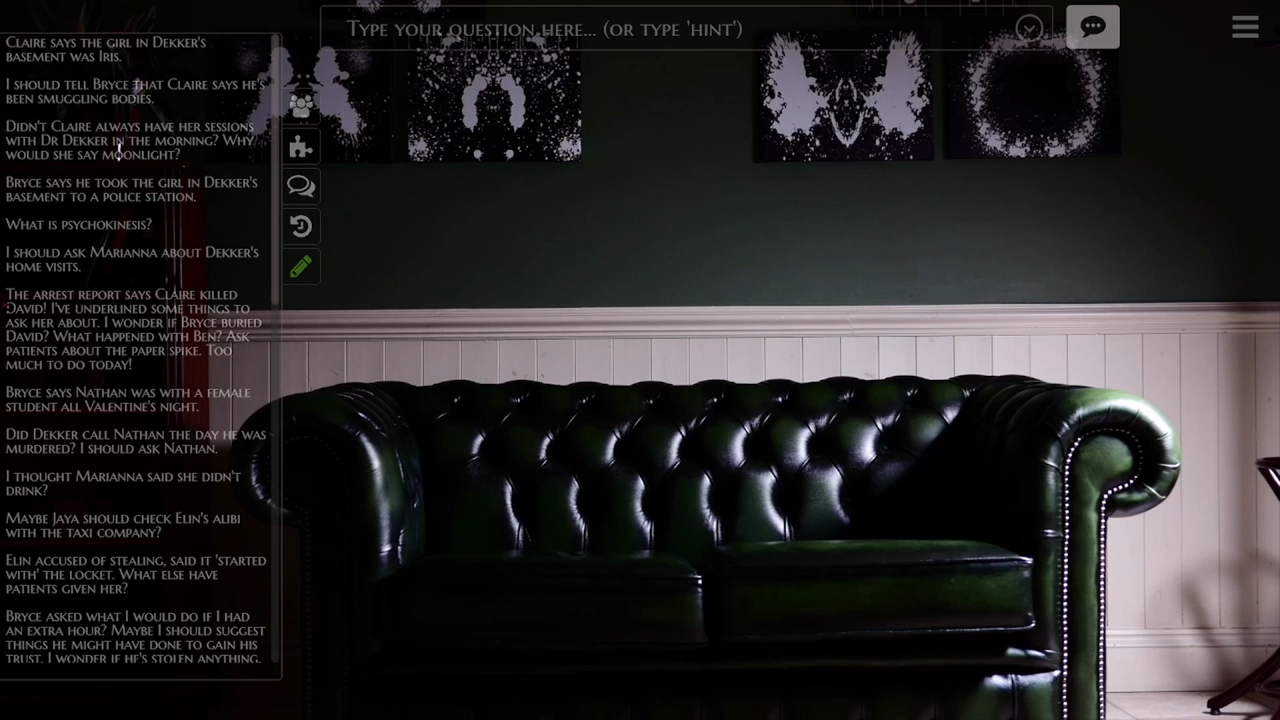 Type your question here... (or type 'hint')
Claire says the girl in Dekker's
basement was Iris.
I should tell Bryce that Claire says he's
been smuggling bodies.
Didn't Claire always have her sessions
with Dr Dekker in the morning? Why
would she say moonlight?
Bryce says he took the girl in Dekker's
basement to a police station.
What is psychokinesis?
I should ask Marianna about Dekker's
home visits.
The arrest report says Claire killed
David! I've underlined some things to
ask her about. I wonder if Bryce buried
David? What happened with Ben? Ask
patients about the paper spike. Too
much to do today!
Bryce says Nathan was with a female
student all Valentine's night.
Did Dekker call Nathan the day he was
murdered? I should ask Nathan.
I thought Marianna said she didn't
drink?
Maybe Jaya should check Elin's alibi
with the taxi company?
Elin accused of stealing, said it 'started
with' the locket. What else have
patients given her?
Bryce asked what I would do if I had
an extra hour? Maybe I should suggest
things he might have done to gain his
trust. I wonder if he's stolen anything.